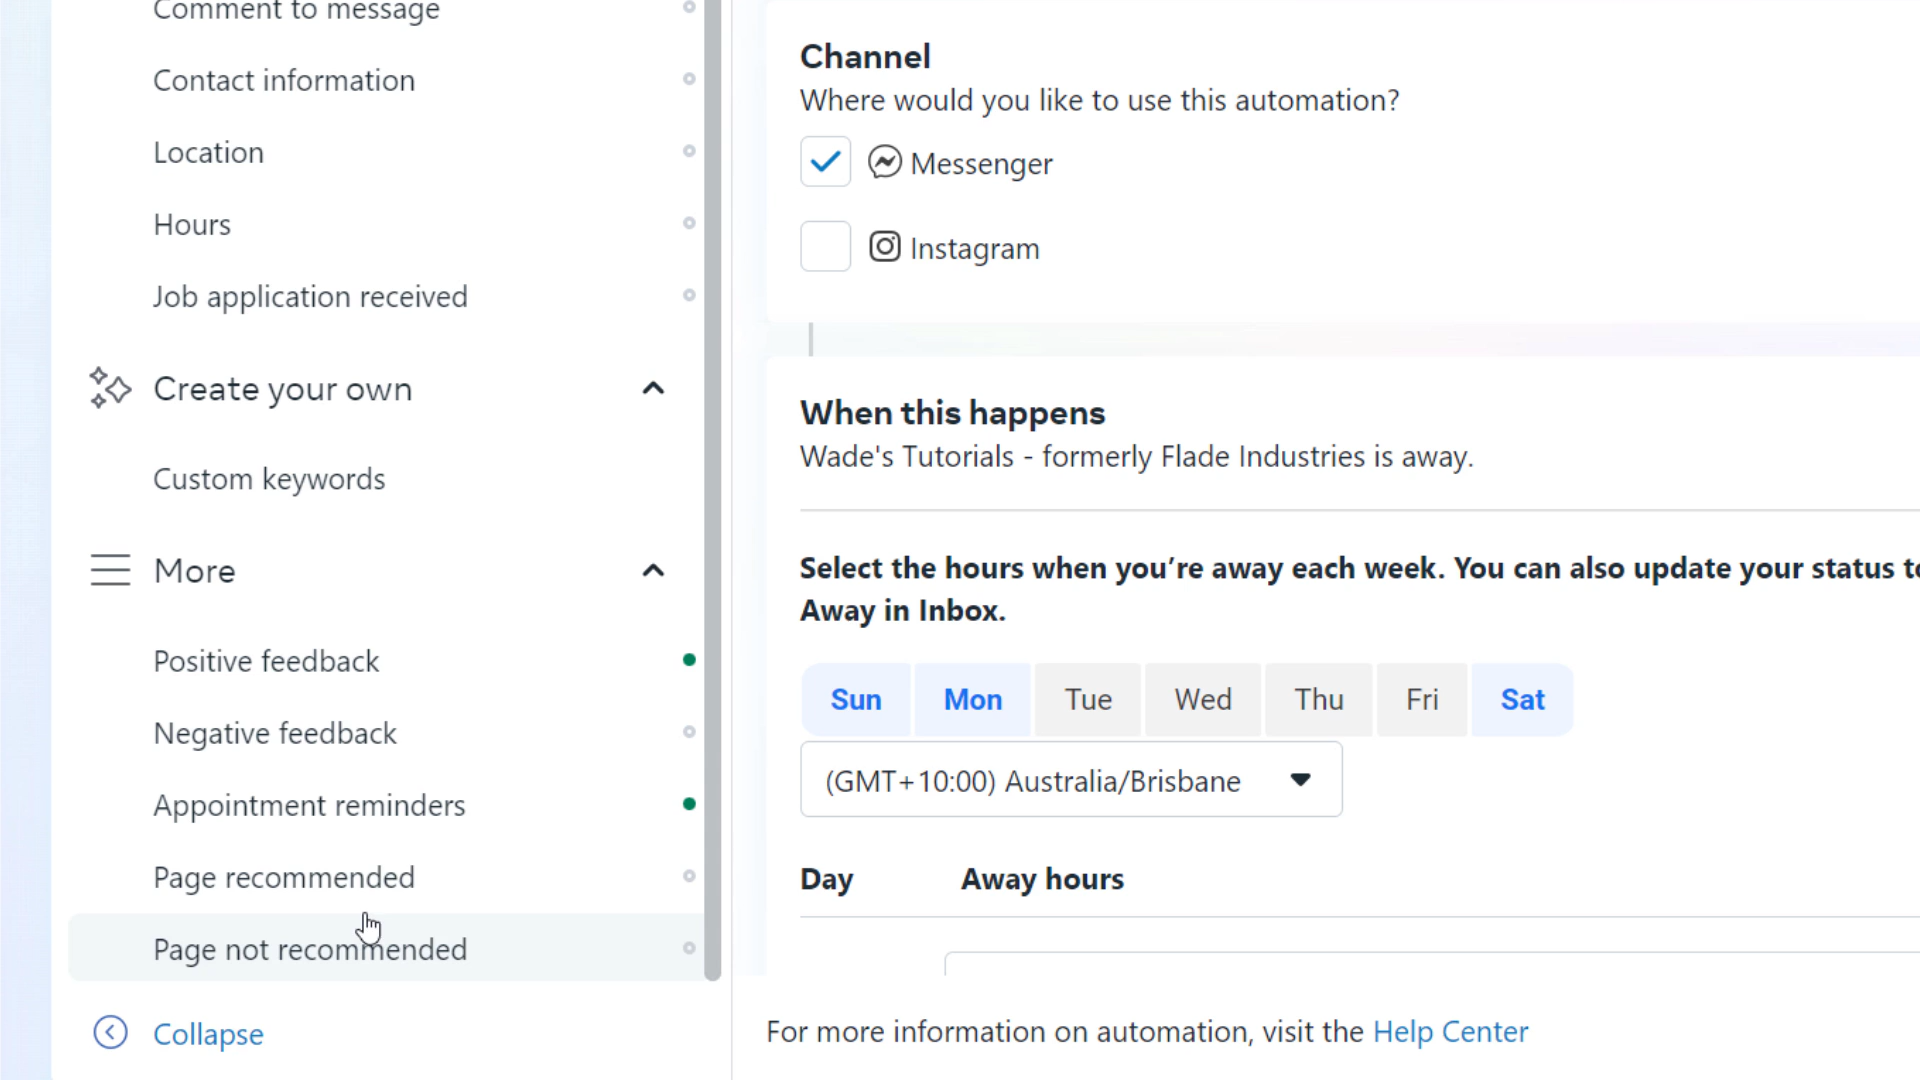 Comment to message
Contact information
Location
Hours
Job application received
Create your own
Custom keywords
More
Positive feedback
Negative feedback
Appointment reminders
Page recommended
Page not recommended
Collapse
Channel
Where would you like to use this automation?
Messenger
Instagram
When this happens
Wade's Tutorials - formerly Flade Industries is away.
Select the hours when you’re away each week. You can also update your status to
Away in Inbox.
Sun Mon Tue Wed Thu Fri Sat
(GMT+10:00) Australia/Brisbane
Day Away hours
For more information on automation, visit the Help Center